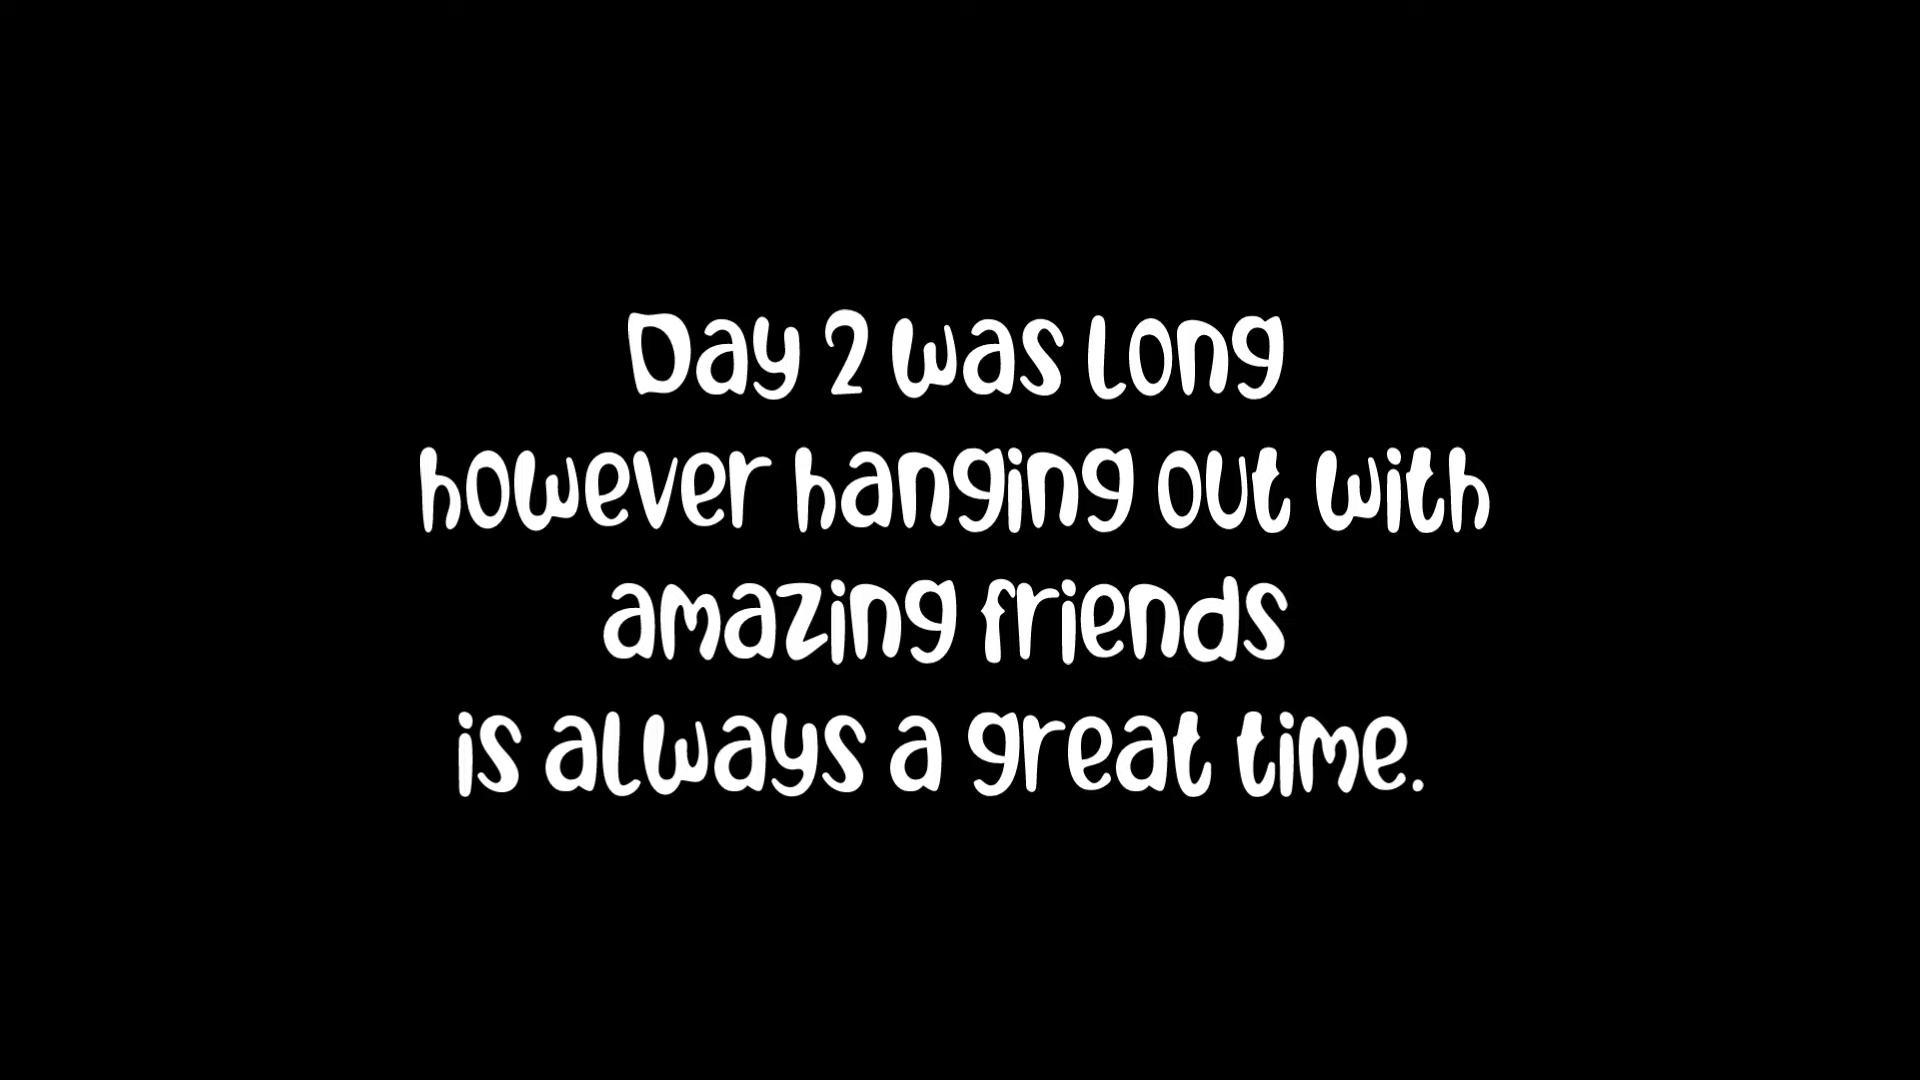 Day 2 was long
however hanging out with
amazing friends
is always a great time.